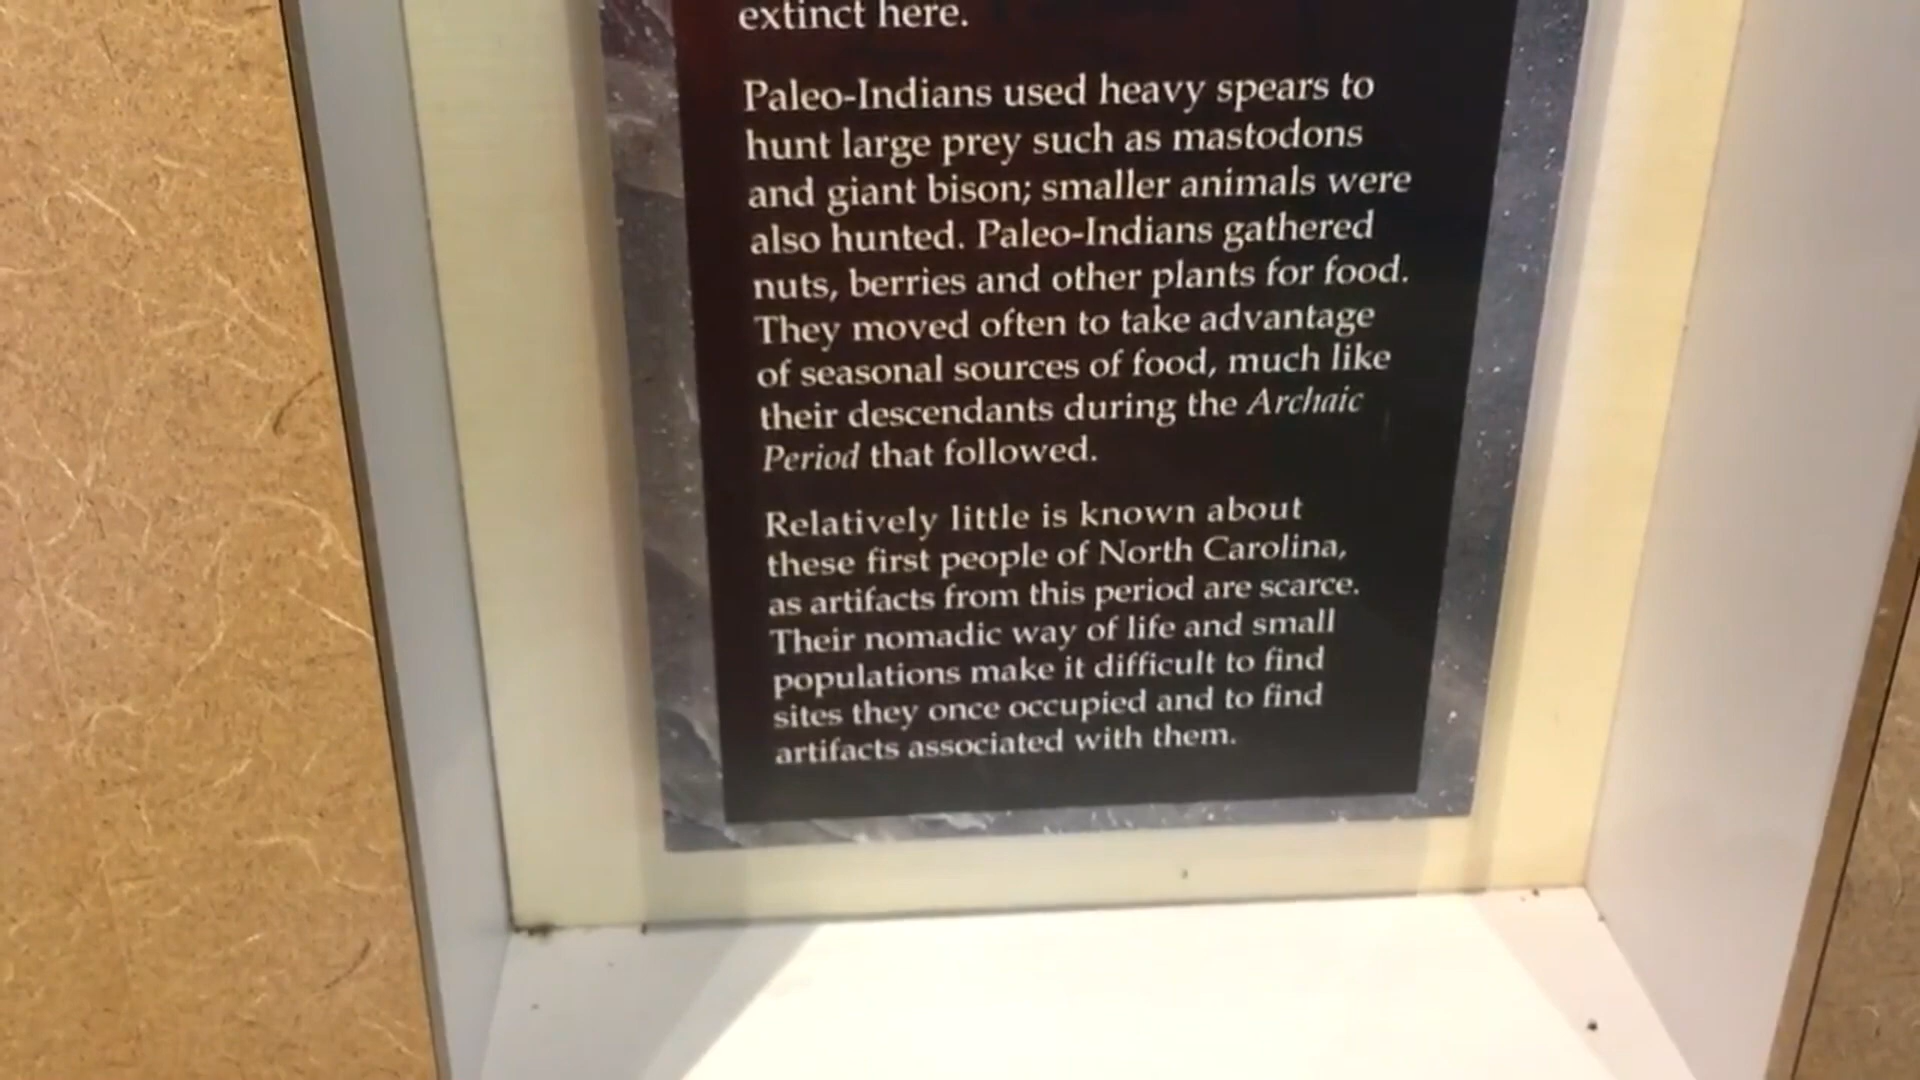 extinct here.
Paleo-Indians used heavy spears to
hunt large prey such as mastodons
and giant bison; smaller animals were
also hunted. Paleo-Indians gathered
nuts, berries and other plants for food.
They moved often to take advantage
of seasonal sources of food, much like
their descendants during the Archaic
Period that followed.
Relatively little is known about
these first people of North Carolina,
as artifacts from this period are scarce.
Their nomadic way of life and small
populations make it difficult to find
sites they once occupied and to find
artifacts associated with them.